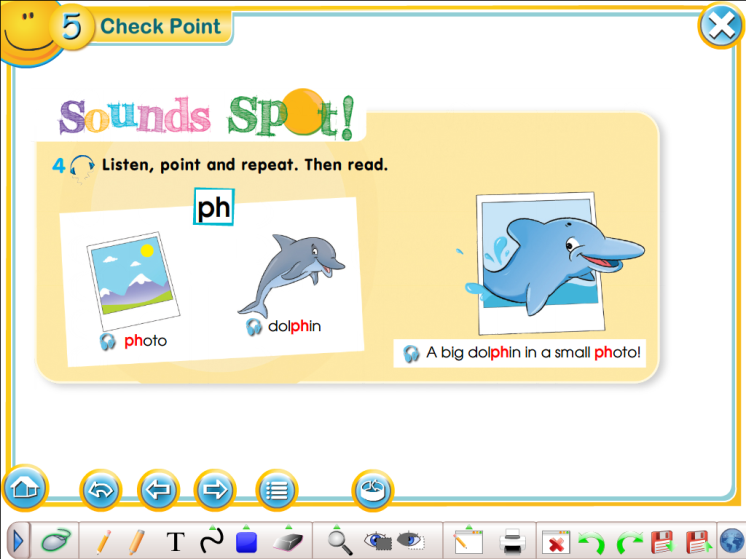 5 Check Point
Sounds Spot!
4 Listen, point and repeat. Then read.
ph
photo
dolphin
A big dolphin in a small photo!
T